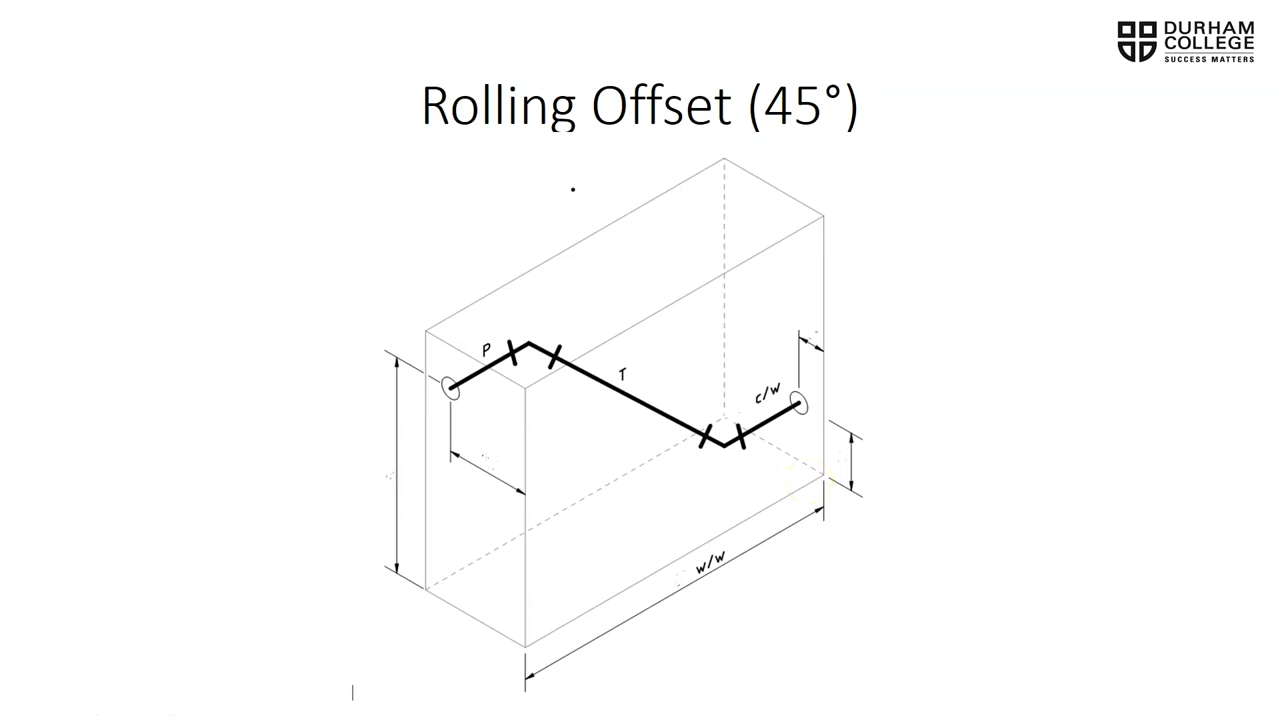 DURHAM
COLLEGE
SUCCESS MATTERS
Rolling Offset (45°)
P
T
c/w
w/w